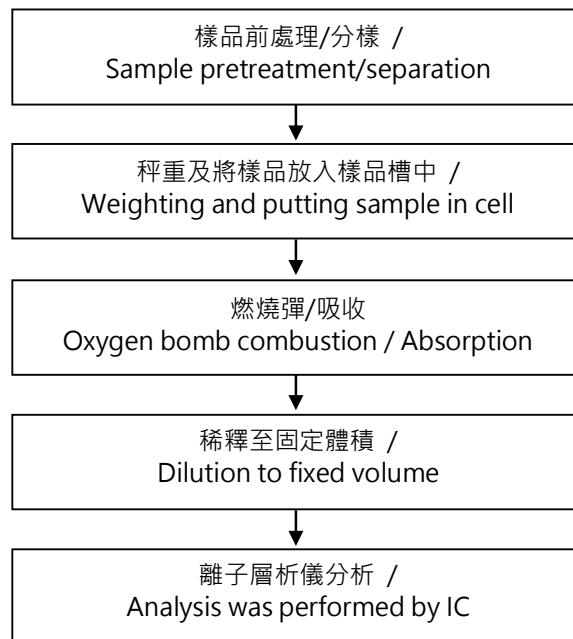 樣品前處理/分樣 /
Sample pretreatment/separation
秤重及將樣品放入樣品槽中 /
Weighting and putting sample in cell
燃燒彈/吸收
Oxygen bomb combustion / Absorption
稀釋至固定體積 /
Dilution to fixed volume
離子層析儀分析 /
Analysis was performed by IC